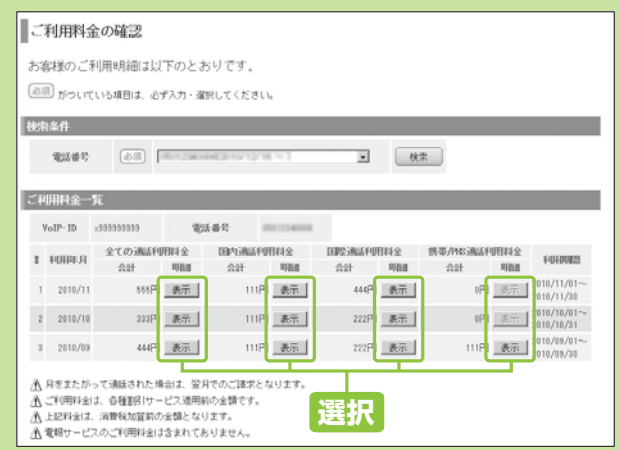 ご利用料金の確認
お客様のご利用明細は以下のとおりです。
必須 がついている項目は、必ず入力・選択してください。
検索条件
電話番号 必須 検索
ご利用料金一覧
VoIP-ID x999999999 電話番号
# 利用年月 全ての通話利用料金 国内通話利用料金 国際通話利用料金 携帯/PHS通話利用料金 利用期間
合計 明細 合計 明細 合計 明細 合計 明細
1 2010/11 555円 表示 111円 表示 444円 表示 0円 表示 2010/11/01～
2010/11/30
2 2010/10 333円 表示 111円 表示 222円 表示 0円 表示 2010/10/01～
2010/10/31
3 2010/09 444円 表示 111円 表示 222円 表示 111円 表示 2010/09/01～
2010/09/30
月をまたがって通話された場合は、翌月でのご請求となります。
ご利用料金は、各種割引サービス適用前の金額です。
上記料金は、消費税加算前の金額となります。
電報サービスのご利用料金は含まれておりません。
選択